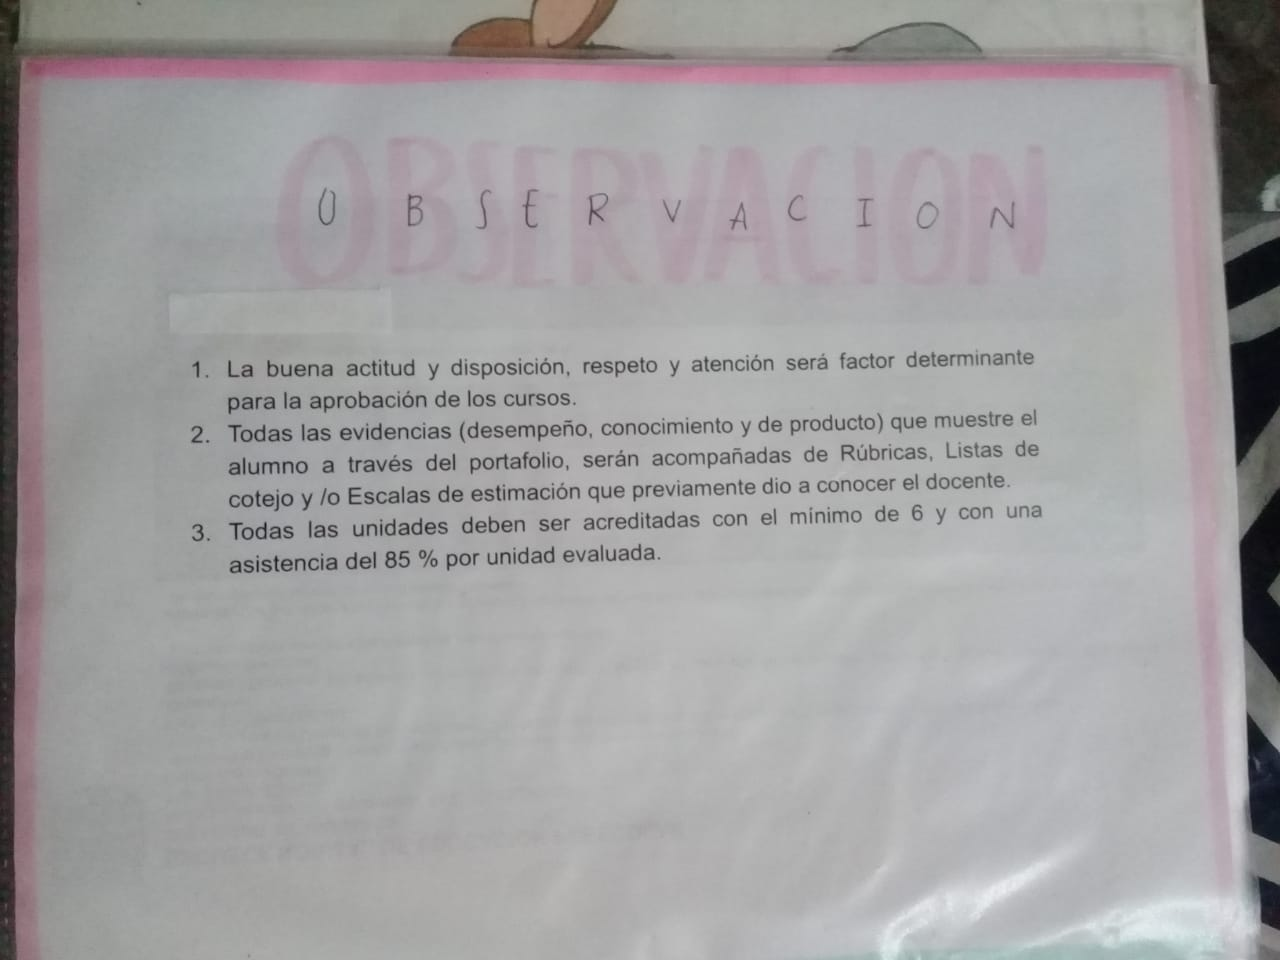 OBSERVACION
1. La buena actitud y disposición, respeto y atención será factor determinante
para la aprobación de los cursos.
2. Todas las evidencias (desempeño, conocimiento y de producto) que muestre el
alumno a través del portafolio, serán acompañadas de Rúbricas, Listas de
cotejo y /o Escalas de estimación que previamente dio a conocer el docente.
3. Todas las unidades deben ser acreditadas con el mínimo de 6 y con una
asistencia del 85 % por unidad evaluada.